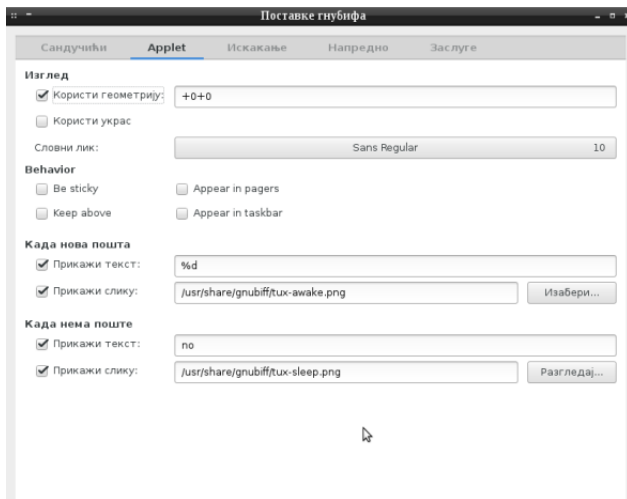 Поставке гнубифа
Сандучићи Applet Искакање Напредно Заслуге
Изглед
Користи геометрију: +0+0
Користи украс
Словни лик: Sans Regular 10
Behavior
Be sticky Appear in pagers
Keep above Appear in taskbar
Када нова пошта
Прикажи текст: %d
Прикажи слику: /usr/share/gnubiff/tux-awake.png Изабери...
Када нема поште
Прикажи текст: no
Прикажи слику: /usr/share/gnubiff/tux-sleep.png Разгледај...